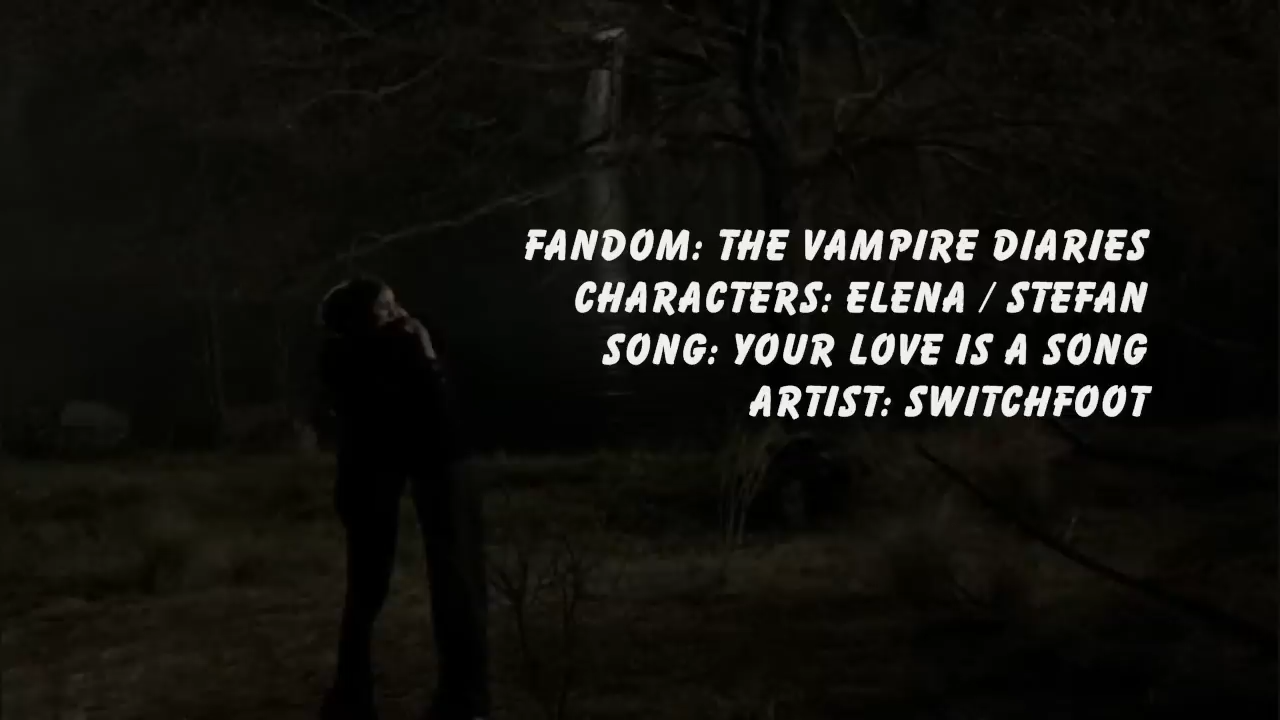 FANDOM: THE VAMPIRE DIARIES
CHARACTERS: ELENA / STEFAN
SONG: YOUR LOVE IS A SONG
ARTIST: SWITCHFOOT